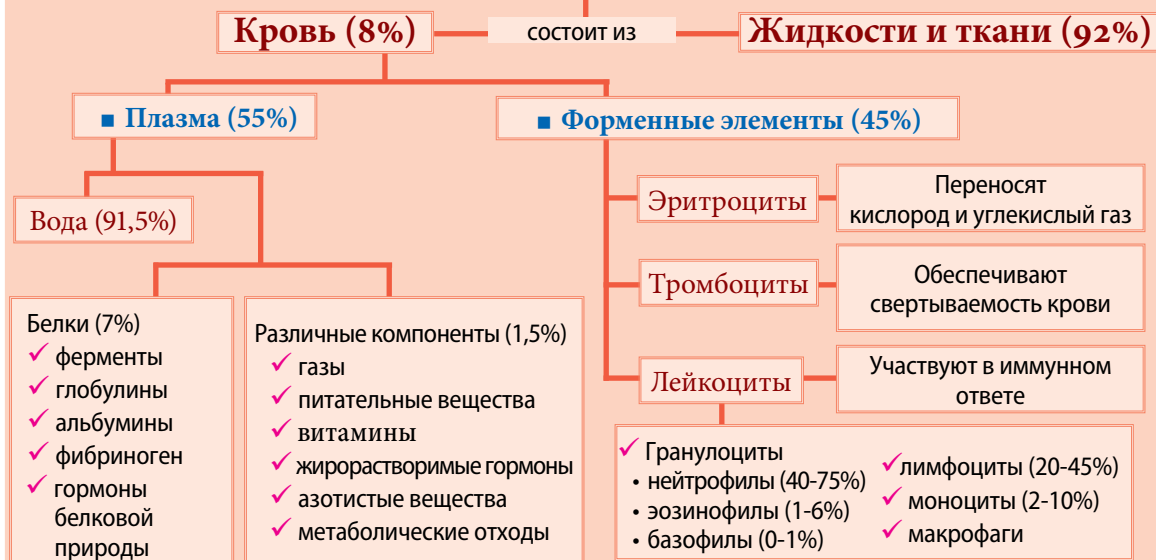 Кровь (8%)
состоит из
Жидкости и ткани (92%)
▪ Плазма (55%)
▪ Форменные элементы (45%)
Вода (91,5%)
Эритроциты
Переносят
кислород и углекислый газ
Тромбоциты
Обеспечивают
свертываемость крови
Лейкоциты
Участвуют в иммунном
ответе
Белки (7%)
✓ ферменты
✓ глобулины
✓ альбумины
✓ фибриноген
✓ гормоны
белковой
природы
Различные компоненты (1,5%)
✓ газы
✓ питательные вещества
✓ витамины
✓ жирорастворимые гормоны
✓ азотистые вещества
✓ метаболические отходы
✓ Гранулоциты
• нейтрофилы (40-75%)
• эозинофилы (1-6%)
• базофилы (0-1%)
✓ лимфоциты (20-45%)
✓ моноциты (2-10%)
✓ макрофаги